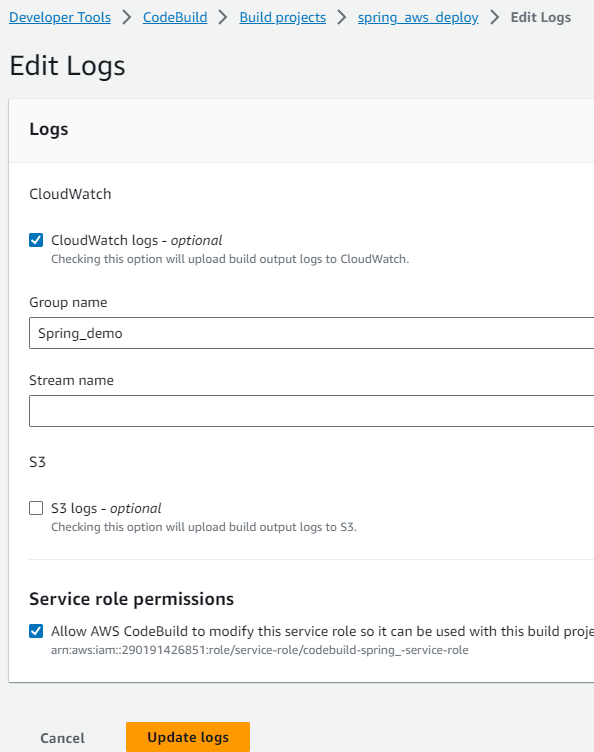 Developer Tools > CodeBuild > Build projects > spring_aws_deploy > Edit Logs
Edit Logs
Logs
CloudWatch
CloudWatch logs - optional
Checking this option will upload build output logs to CloudWatch.
Group name
Spring_demo
Stream name
S3
S3 logs - optional
Checking this option will upload build output logs to S3.
Service role permissions
Allow AWS CodeBuild to modify this service role so it can be used with this build proje
arn:aws:iam::290191426851:role/service-role/codebuild-spring_-service-role
Cancel Update logs